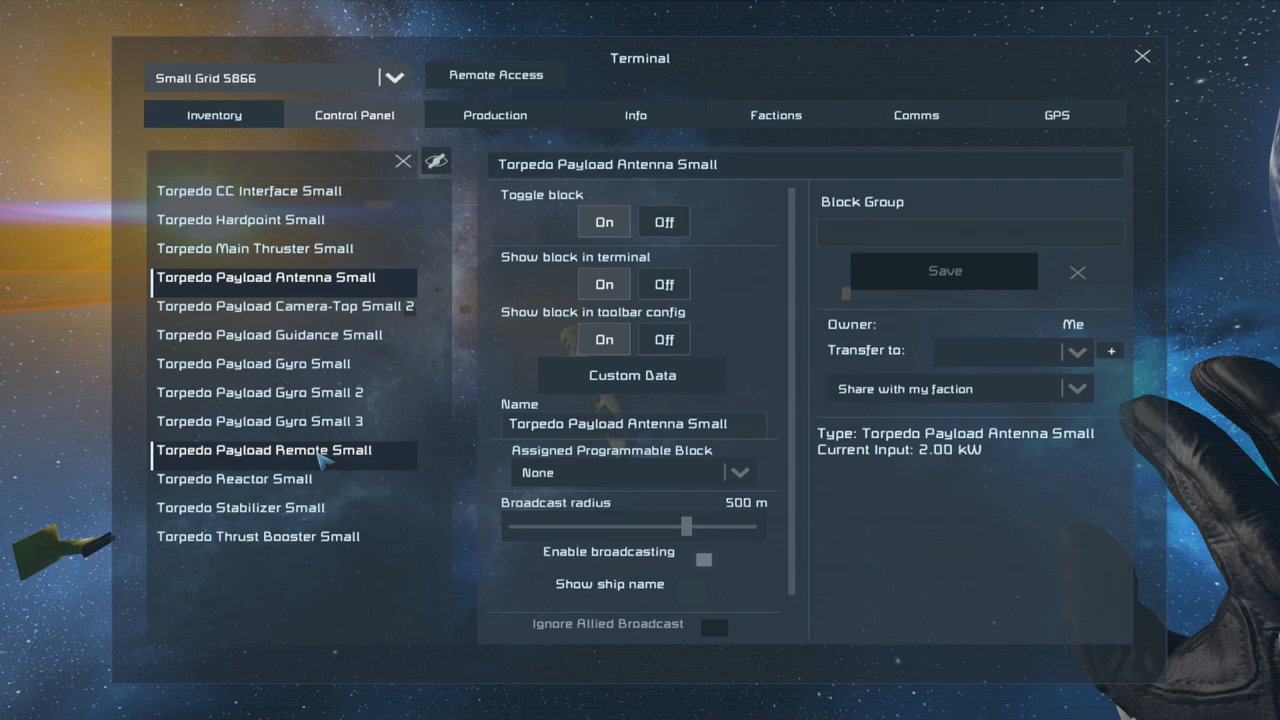 Terminal
Small Grid 5866
Remote Access
Inventory
Control Panel
Production
Info
Factions
Comms
GPS
Torpedo CC Interface Small
Torpedo Hardpoint Small
Torpedo Main Thruster Small
Torpedo Payload Antenna Small
Torpedo Payload Camera-Top Small 2
Torpedo Payload Guidance Small
Torpedo Payload Gyro Small
Torpedo Payload Gyro Small 2
Torpedo Payload Gyro Small 3
Torpedo Payload Remote Small
Torpedo Reactor Small
Torpedo Stabilizer Small
Torpedo Thrust Booster Small
Torpedo Payload Antenna Small
Toggle block
On Off
Show block in terminal
On Off
Show block in toolbar config
On Off
Custom Data
Name
Torpedo Payload Antenna Small
Assigned Programmable Block
None
Broadcast radius 500 m
Enable broadcasting
Show ship name
Ignore Allied Broadcast
Block Group
Save
Owner: Me
Transfer to:
+
Share with my faction
Type: Torpedo Payload Antenna Small
Current Input: 2.00 kW